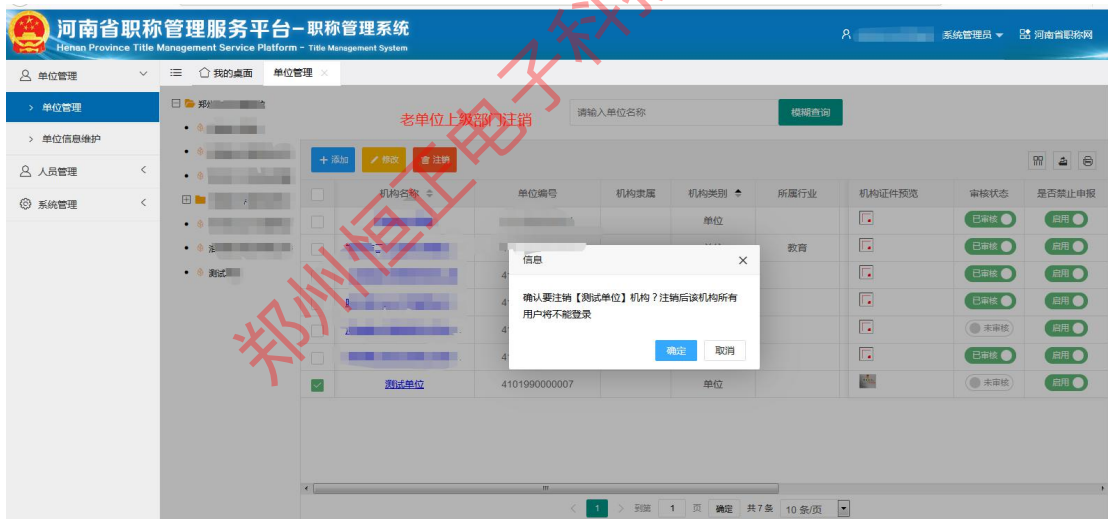 河南省职称管理服务平台-职称管理系统
Henan Province Title Management Service Platform - Title Management System
系统管理员
河南省职称网
单位管理
我的桌面
单位管理
单位管理
单位信息维护
人员管理
系统管理
测试
老单位上级部门注销
请输入单位名称
模糊查询
添加
修改
注销
机构名称 单位编号 机构隶属 机构类别 所属行业 机构证件预览 审核状态 是否禁止申报
单位 已审核 启用
教育 已审核 启用
已审核 启用
已审核 启用
未审核 启用
已审核 启用
测试单位 4101990000007 单位 未审核 启用
信息
确认要注销【测试单位】机构?注销后该机构所有
用户将不能登录
确定 取消
1 到第 1 页 确定 共7条 10条/页
郑州恒正电子科技